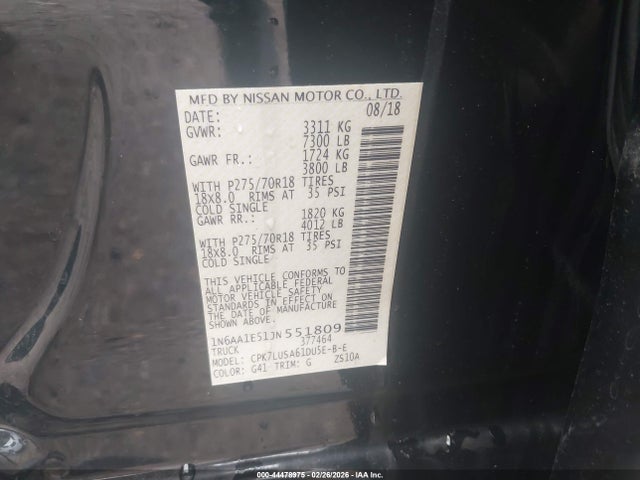 MFD BY NISSAN MOTOR CO., LTD.
DATE: 08/18
GVWR: 3311 KG
7300 LB
GAWR FR.: 1724 KG
3800 LB
WITH P275/70R18 TIRES
18X8.0 RIMS AT 35 PSI
COLD SINGLE
GAWR RR.: 1820 KG
4012 LB
WITH P275/70R18 TIRES
18X8.0 RIMS AT 35 PSI
COLD SINGLE
THIS VEHICLE CONFORMS TO
ALL APPLICABLE FEDERAL
MOTOR VEHICLE SAFETY
STANDARDS IN EFFECT ON
THE DATE OF MANUFACTURE
SHOWN ABOVE.
1N6AA1E51JN551809
TRUCK 377464
MODEL: CPK7LUSA61DU5E-B-E
COLOR: G41 TRIM: G ZS10A
000-44478975 | 02/26/2026 | © IAA Inc.